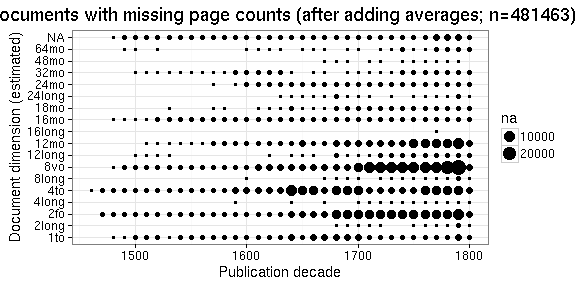 ocuments with missing page counts (after adding averages; n=481463)
Document dimension (estimated)
NA
64mo
48mo
32mo
24mo
24long
18mo
16mo
16long
12mo
12long
8vo
8long
4to
4long
2fo
2long
1to
1500
1600
1700
1800
Publication decade
na
10000
20000